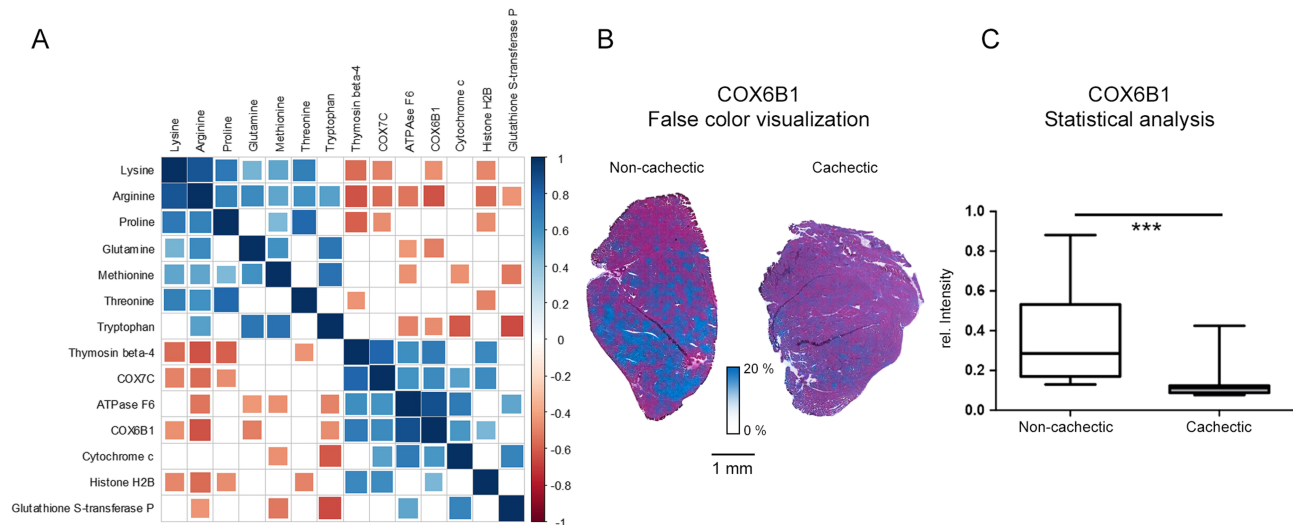 A
Lysine
Arginine
Proline
Glutamine
Methionine
Threonine
Tryptophan
Thymosin beta-4
COX7C
ATPAse F6
COX6B1
Cytochrome c
Histone H2B
Glutathione S-transferase P
Lysine
Arginine
Proline
Glutamine
Methionine
Threonine
Tryptophan
Thymosin beta-4
COX7C
ATPase F6
COX6B1
Cytochrome c
Histone H2B
Glutathione S-transferase P
1
0.8
0.6
0.4
0.2
0
-0.2
-0.4
-0.6
-0.8
-1
B
COX6B1
False color visualization
Non-cachectic
Cachectic
20 %
0 %
1 mm
C
COX6B1
Statistical analysis
***
rel. Intensity
1.0
0.8
0.6
0.4
0.2
0.0
Non-cachectic
Cachectic